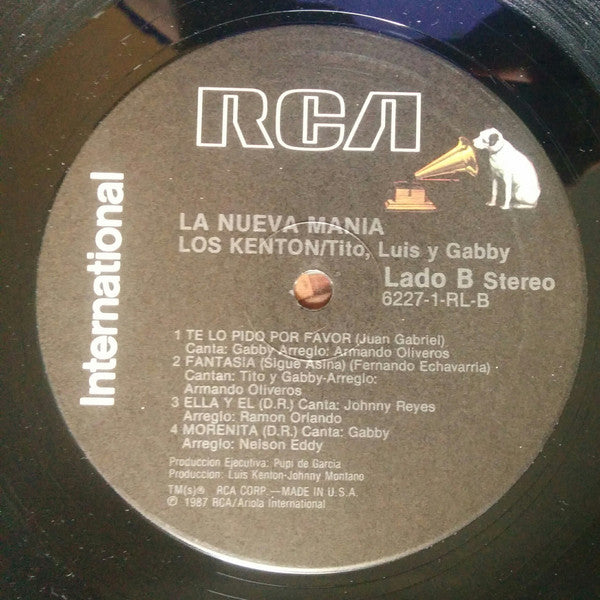 RCA
International
LA NUEVA MANIA
LOS KENTON/Tito, Luis y Gabby
Lado B Stereo
6227-1-RL-B
1 TE LO PIDO POR FAVOR (Juan Gabriel)
Canta: Gabby Arreglo: Armando Oliveros
2 FANTASIA (Sigue Asina) (Fernando Echavarria)
Cantan: Tito y Gabby-Arreglo:
Armando Oliveros
3 ELLA Y EL (D.R.) Canta: Johnny Reyes
Arreglo: Ramon Orlando
4 MORENITA (D.R.) Canta: Gabby
Arreglo: Nelson Eddy
Produccion Ejecutiva: Pupi de Garcia
Produccion: Luis Kenton-Johnny Montano
TM(s)® RCA CORP.—MADE IN U.S.A.
℗ 1987 RCA/Ariola International